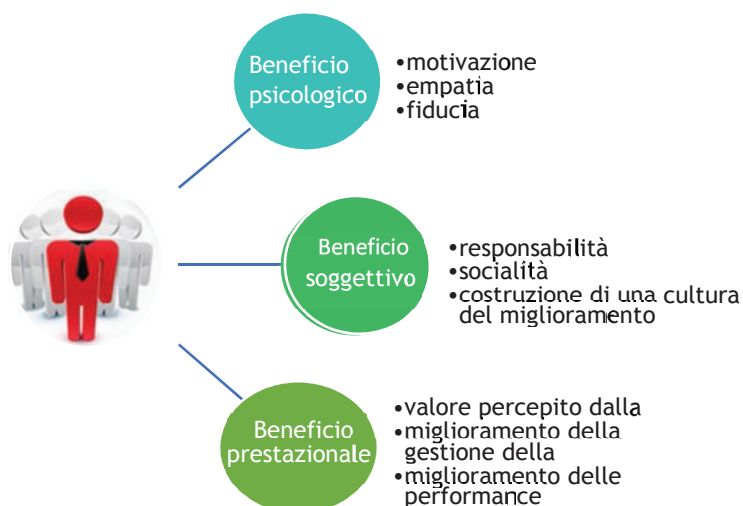 Beneficio
psicologico
•motivazione
•empatia
•fiducia
Beneficio
soggettivo
•responsabilità
•socialità
•costruzione di una cultura
del miglioramento
Beneficio
prestazionale
•valore percepito dalla
•miglioramento della
gestione della
•miglioramento delle
performance